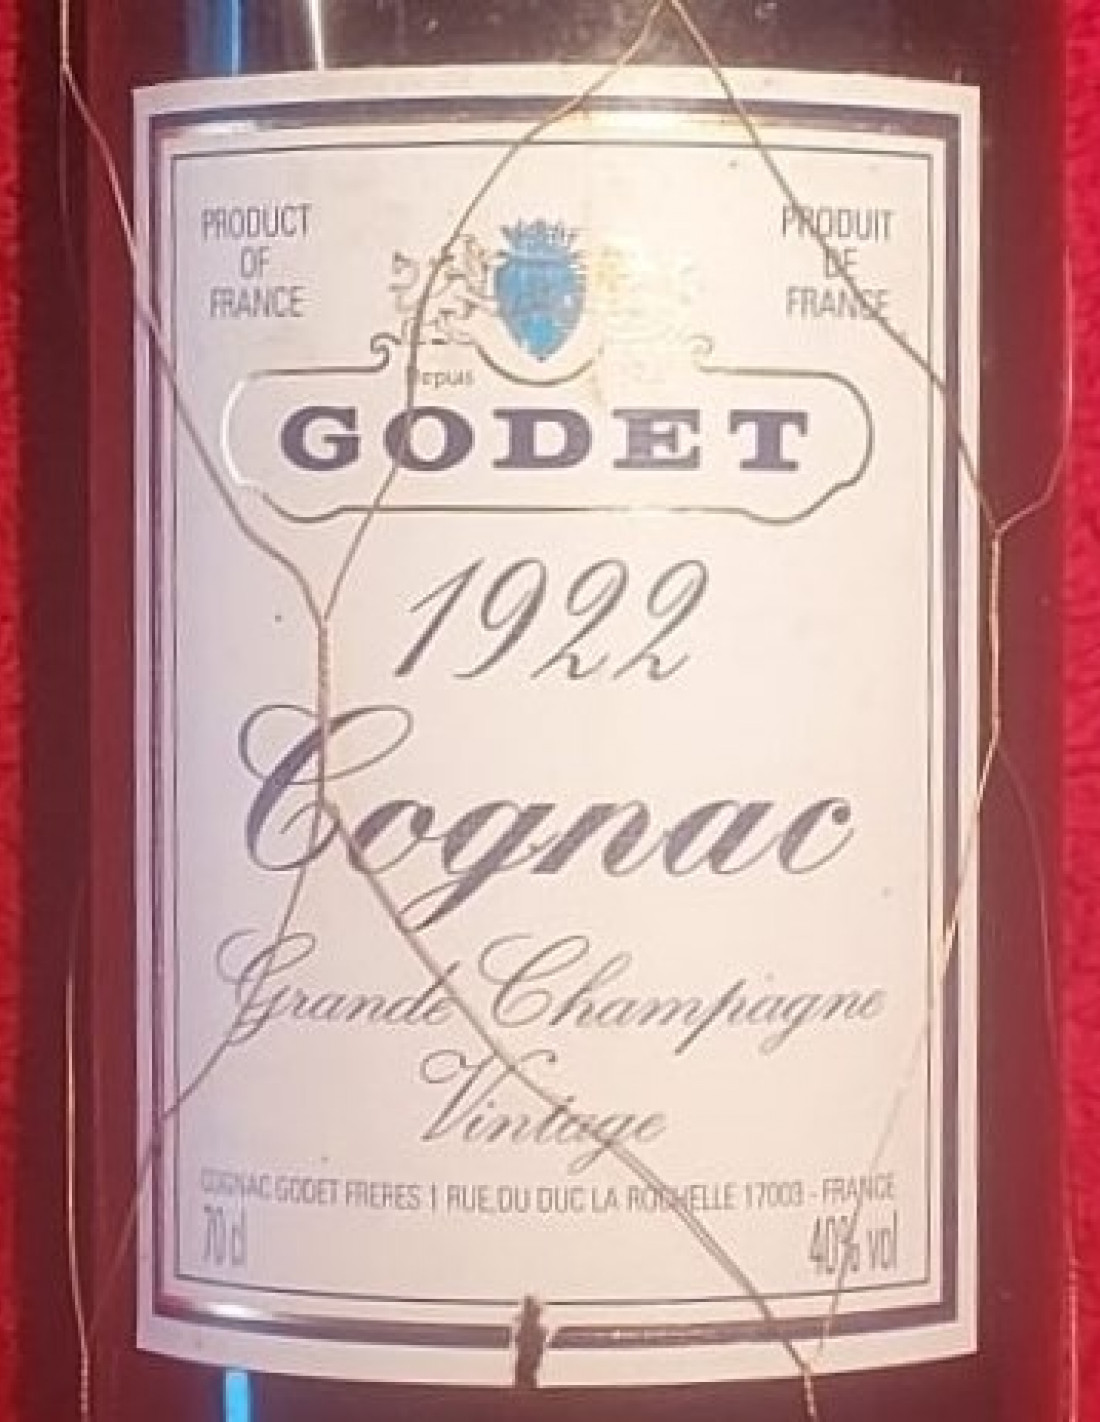 PRODUCT
OF
FRANCE
PRODUIT
DE
FRANCE
Depuis
GODET
1922
Cognac
Grande Champagne
Vintage
COGNAC GODET FRERES 1 RUE DU DUC LA ROCHELLE 17003 - FRANCE
70 cl
40% vol